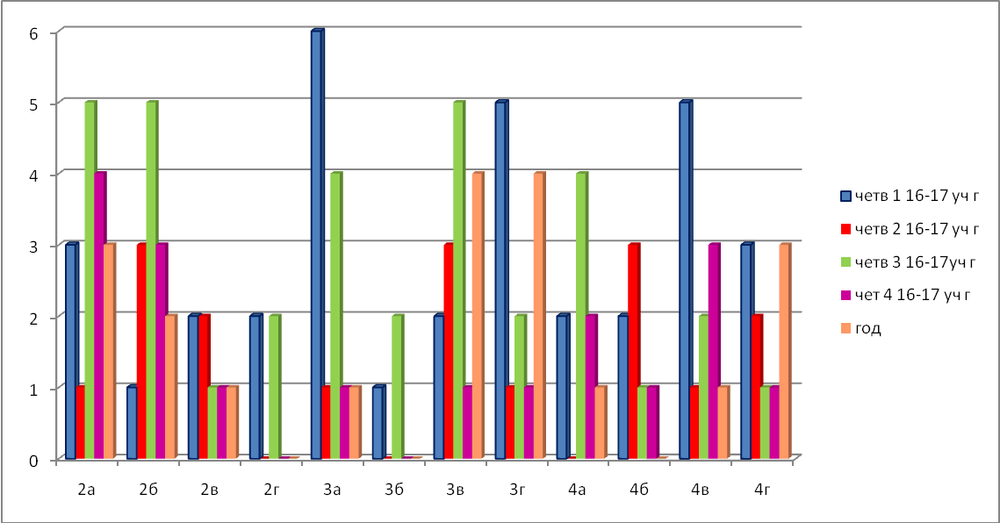 6
5
4
3
2
1
0
2а 2б 2в 2г 3а 3б 3в 3г 4а 4б 4в 4г
четв 1 16-17 уч г
четв 2 16-17 уч г
четв 3 16-17уч г
чет 4 16-17 уч г
год